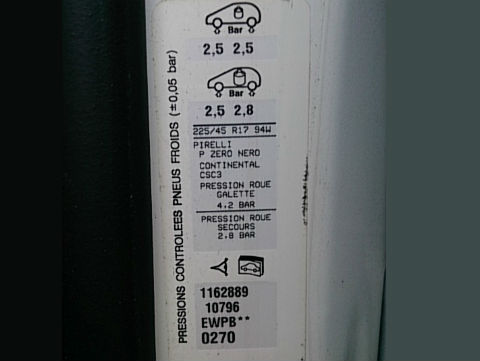 PRESSIONS CONTROLEES PNEUS FROIDS (±0,05 bar)
Bar
2,5 2,5
Bar
2,5 2,8
225/45 R17 94W
PIRELLI
P ZERO NERO
CONTINENTAL
CSC3
PRESSION ROUE
GALETTE
4.2 BAR
PRESSION ROUE
SECOURS
2.8 BAR
1162889
10796
EWPB**
0270